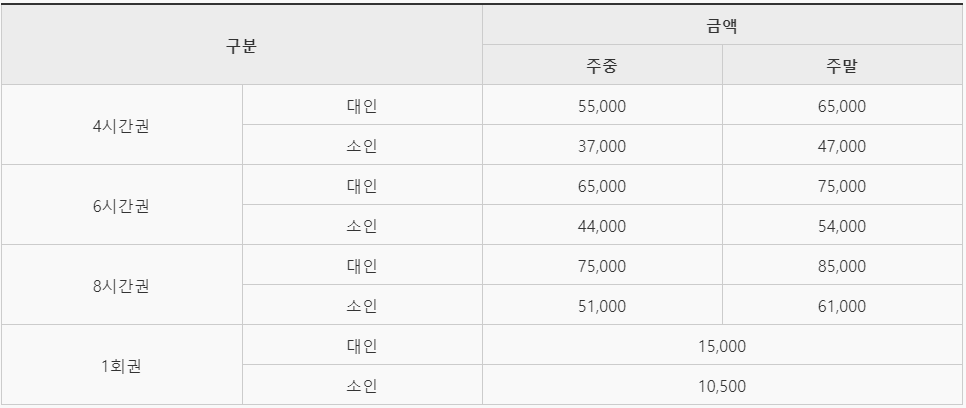 구분 금액
주중 주말
4시간권 대인 55,000 65,000
소인 37,000 47,000
6시간권 대인 65,000 75,000
소인 44,000 54,000
8시간권 대인 75,000 85,000
소인 51,000 61,000
1회권 대인 15,000
소인 10,500